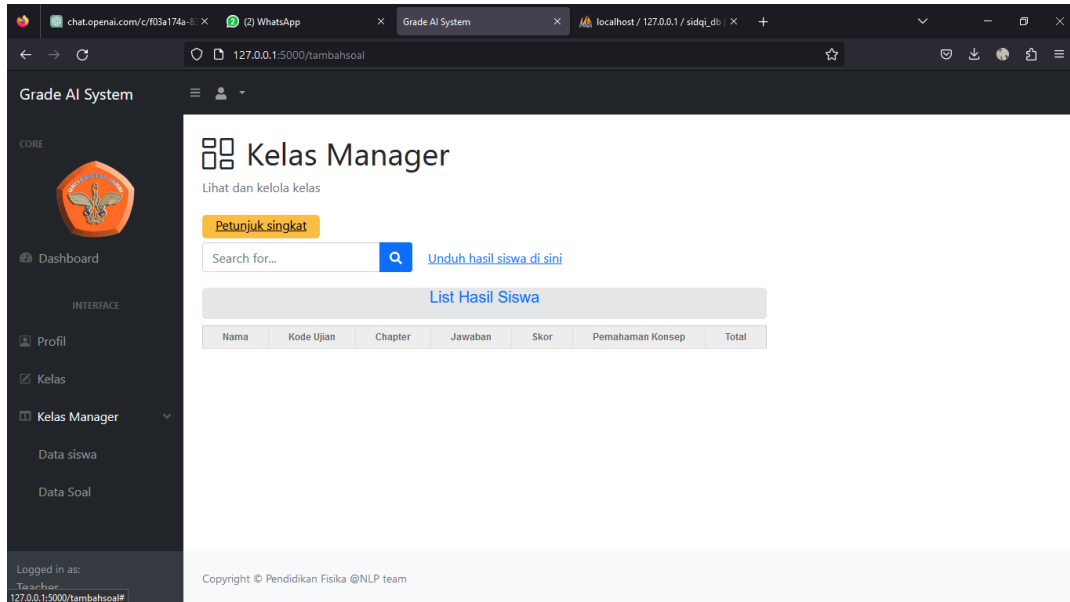 chat.openai.com/c/f03a174a-83
(2) WhatsApp
Grade AI System
localhost / 127.0.0.1 / sidqi_db |
127.0.0.1:5000/tambahsoal
Grade AI System
CORE
UNIVERSITAS JAMBI
Dashboard
INTERFACE
Profil
Kelas
Kelas Manager
Data siswa
Data Soal
Logged in as:
Teacher
127.0.0.1:5000/tambahsoal#
Kelas Manager
Lihat dan kelola kelas
Petunjuk singkat
Search for...
Unduh hasil siswa di sini
List Hasil Siswa
Nama Kode Ujian Chapter Jawaban Skor Pemahaman Konsep Total
Copyright © Pendidikan Fisika @NLP team